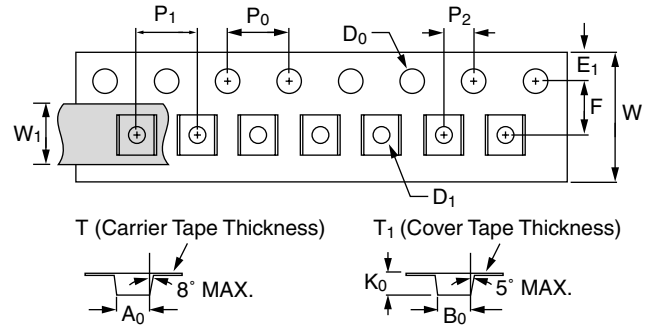 P1 P0 D0 P2
E1
F
W
W1
D1
T (Carrier Tape Thickness) T1 (Cover Tape Thickness)
K0
8° MAX. 5° MAX.
A0 B0